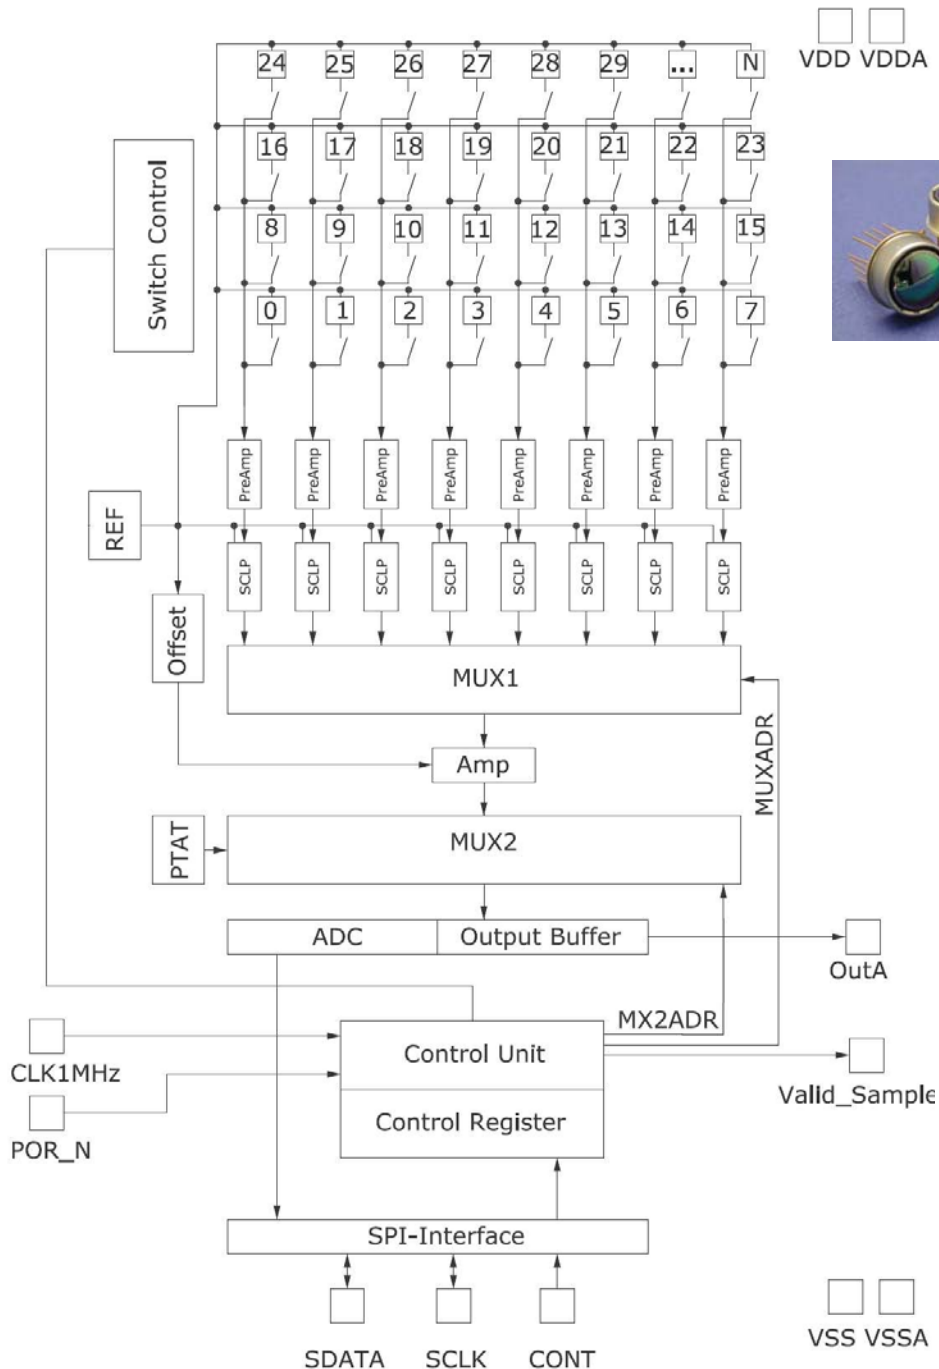 24 25 26 27 28 29 ... N
VDD VDDA
16 17 18 19 20 21 22 23
Switch Control
8 9 10 11 12 13 14 15
0 1 2 3 4 5 6 7
PreAmp PreAmp PreAmp PreAmp PreAmp PreAmp PreAmp PreAmp
REF
SCLP SCLP SCLP SCLP SCLP SCLP SCLP SCLP
Offset
MUX1
MUXADR
Amp
PTAT
MUX2
ADC
Output Buffer
OutA
MX2ADR
CLK1MHz
Control Unit
Valid_Sample
Control Register
POR_N
SPI-Interface
VSS VSSA
SDATA SCLK CONT